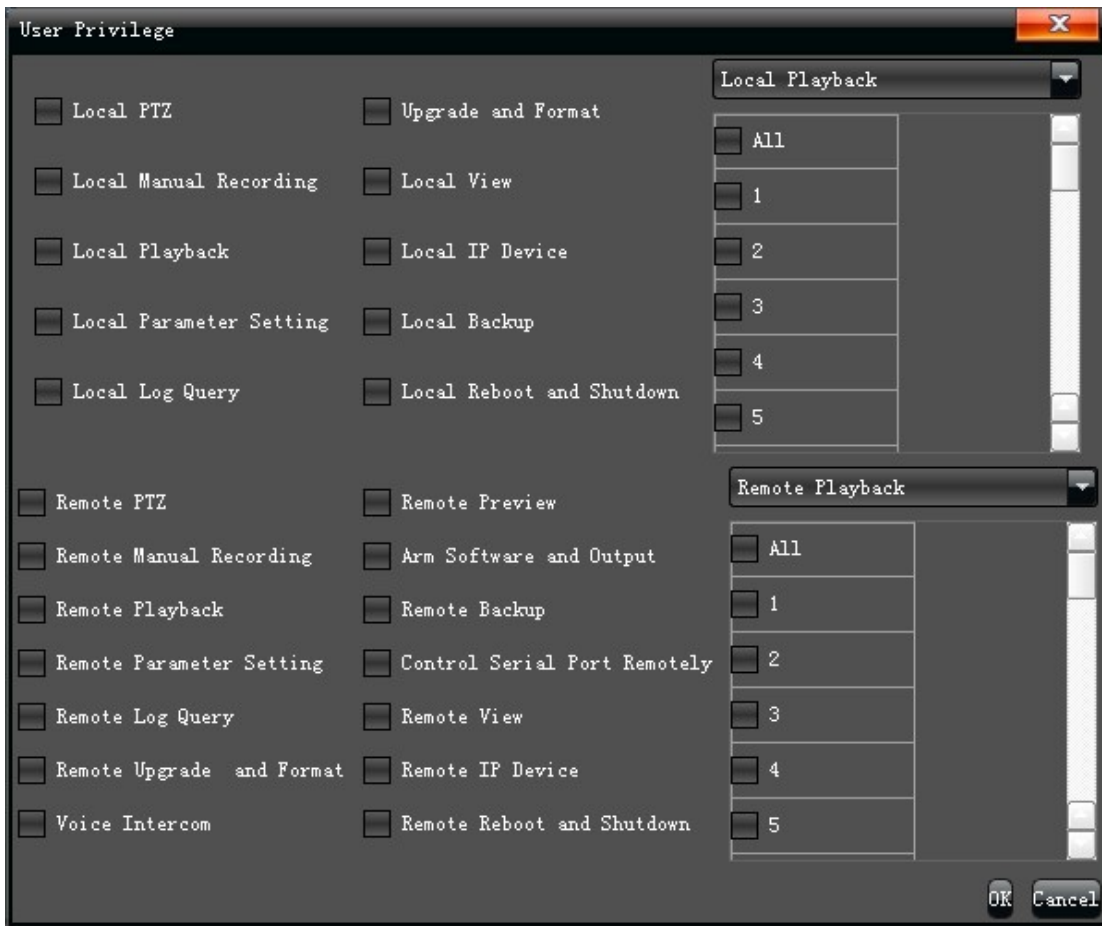 User Privilege
Local Playback
Local PTZ
Upgrade and Format
All
Local Manual Recording
Local View
1
Local Playback
Local IP Device
2
3
Local Parameter Setting
Local Backup
4
Local Log Query
Local Reboot and Shutdown
5
Remote Playback
Remote PTZ
Remote Preview
All
Remote Manual Recording
Arm Software and Output
1
Remote Playback
Remote Backup
2
Remote Parameter Setting
Control Serial Port Remotely
3
Remote Log Query
Remote View
4
Remote Upgrade and Format
Remote IP Device
5
Voice Intercom
Remote Reboot and Shutdown
OK
Cancel